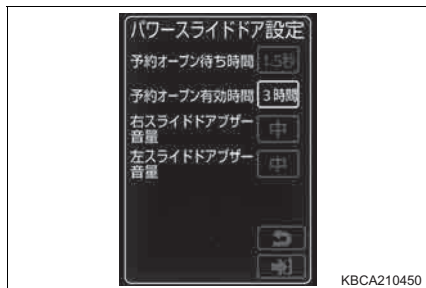 パワースライドドア設定
予約オープン待ち時間 1.5秒
予約オープン有効時間 3時間
右スライドドアブザー 音量 中
左スライドドアブザー 音量 中
KBCA210450